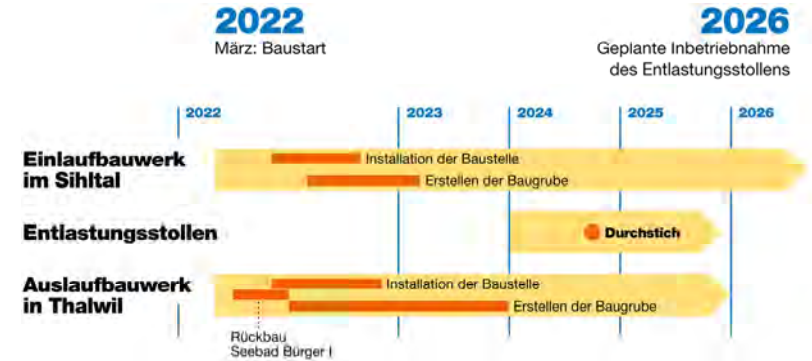 2022
März: Baustart
2026
Geplante Inbetriebnahme
des Entlastungsstollens
2022
2023
2024
2025
2026
Einlaufbauwerk
im Sihltal
Installation der Baustelle
Erstellen der Baugrube
Entlastungsstollen
Durchstich
Auslaufbauwerk
in Thalwil
Installation der Baustelle
Erstellen der Baugrube
Rückbau
Seebad Bürger I